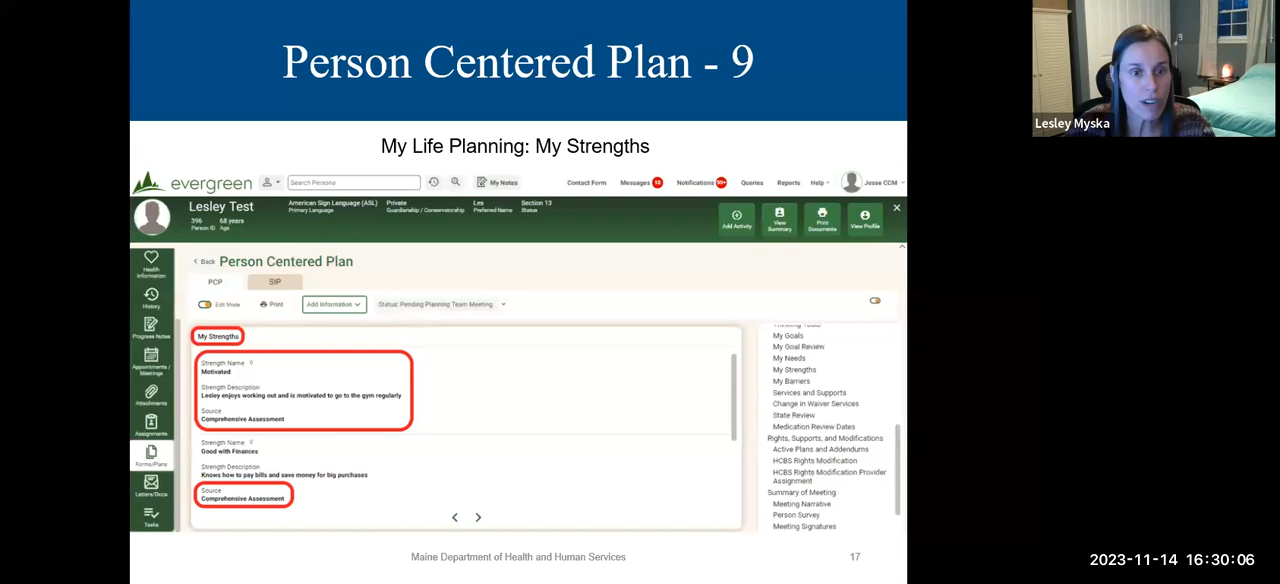 Person Centered Plan - 9
My Life Planning: My Strengths
evergreen
Search Persons
My Notes
Contact Form
Messages 18
Notifications 99+
Queries
Reports
Help
Jesse CCM
Lesley Test
396
Person ID
68 years
Age
American Sign Language (ASL)
Primary Language
Private
Guardianship / Conservatorship
Les
Preferred Name
Section 13
Status
Add Activity
View Summary
Print Documents
View Profile
Health Information
History
Progress Notes
Appointments / Meetings
Attachments
Assignments
Forms/Plans
Letters/Docs
Tasks
Back Person Centered Plan
PCP
SIP
Edit Mode
Print
Add Information
Status: Pending Planning Team Meeting
My Strengths
Strength Name
Motivated
Strength Description
Lesley enjoys working out and is motivated to go to the gym regularly
Source
Comprehensive Assessment
Strength Name
Good with Finances
Strength Description
Knows how to pay bills and save money for big purchases
Source
Comprehensive Assessment
My Goals
My Goal Review
My Needs
My Strengths
My Barriers
Services and Supports
Change in Waiver Services
State Review
Medication Review Dates
Rights, Supports, and Modifications
Active Plans and Addendums
HCBS Rights Modification
HCBS Rights Modification Provider
Assignment
Summary of Meeting
Meeting Narrative
Person Survey
Meeting Signatures
Maine Department of Health and Human Services
17
Lesley Myska
2023-11-14 16:30:06